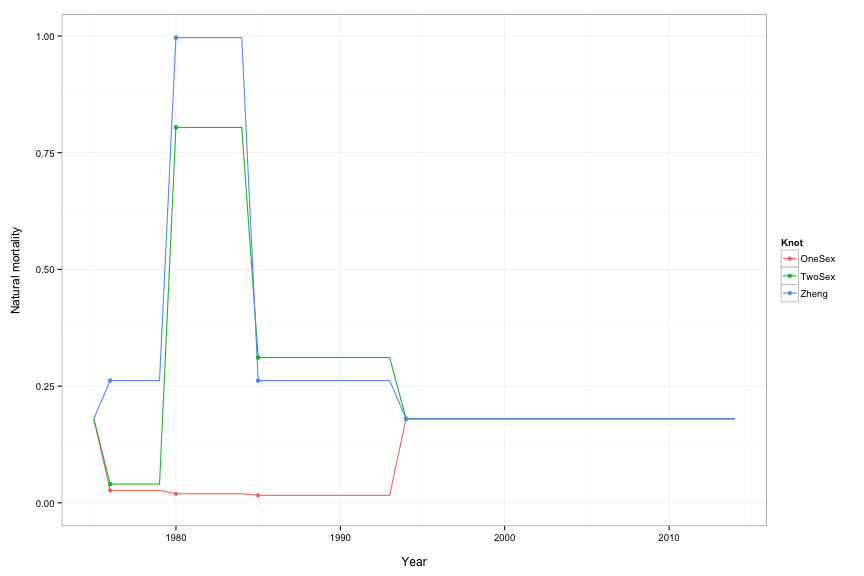 1.00
0.75
0.50
0.25
0.00
Natural mortality
1980 1990 2000 2010
Year
Knot
OneSex
TwoSex
Zheng